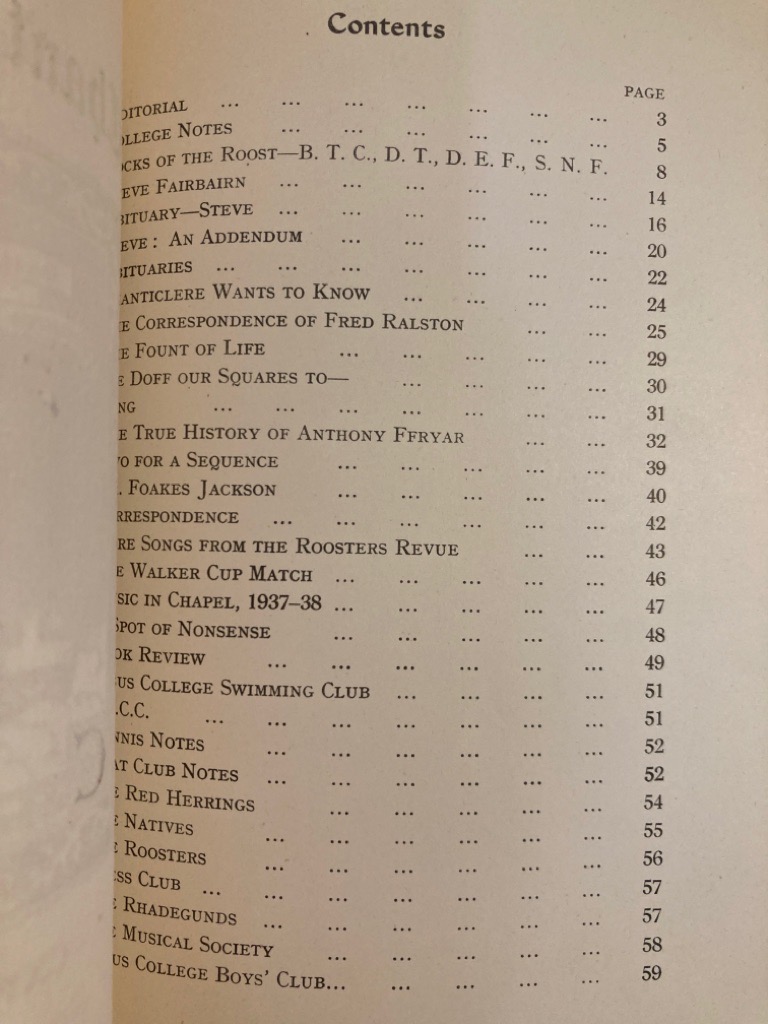 Contents
PAGE
DITORIAL ... ... ... ... ... ... ... 3
OLLEGE NOTES ... ... ... ... ... ... 5
OCKS OF THE ROOST—B. T. C., D. T., D. E. F., S. N. F. 8
EVE FAIRBAIRN ... ... ... ... ... ... 14
BITUARY—STEVE ... ... ... ... ... ... 16
EVE : AN ADDENDUM ... ... ... ... ... 20
BITUARIES ... ... ... ... ... ... ... 22
ANTICLERE WANTS TO KNOW ... ... ... ... 24
E CORRESPONDENCE OF FRED RALSTON ... ... 25
E FOUNT OF LIFE ... ... ... ... ... 29
E DOFF OUR SQUARES TO— ... ... ... ... 30
NG ... ... ... ... ... ... ... 31
E TRUE HISTORY OF ANTHONY FFRYAR ... ... 32
O FOR A SEQUENCE ... ... ... ... ... 39
. FOAKES JACKSON ... ... ... ... ... 40
RRESPONDENCE ... ... ... ... ... ... 42
RE SONGS FROM THE ROOSTERS REVUE ... ... 43
E WALKER CUP MATCH ... ... ... ... ... 46
SIC IN CHAPEL, 1937–38 ... ... ... ... ... 47
SPOT OF NONSENSE ... ... ... ... ... 48
OK REVIEW ... ... ... ... ... ... 49
US COLLEGE SWIMMING CLUB ... ... ... ... 51
.C.C. ... ... ... ... ... ... ... 51
NNIS NOTES ... ... ... ... ... ... 52
AT CLUB NOTES ... ... ... ... ... ... 52
E RED HERRINGS ... ... ... ... ... 54
E NATIVES ... ... ... ... ... ... 55
E ROOSTERS ... ... ... ... ... ... 56
ESS CLUB ... ... ... ... ... ... ... 57
E RHADEGUNDS ... ... ... ... ... ... 57
E MUSICAL SOCIETY ... ... ... ... ... 58
US COLLEGE BOYS' CLUB... ... ... ... ... 59